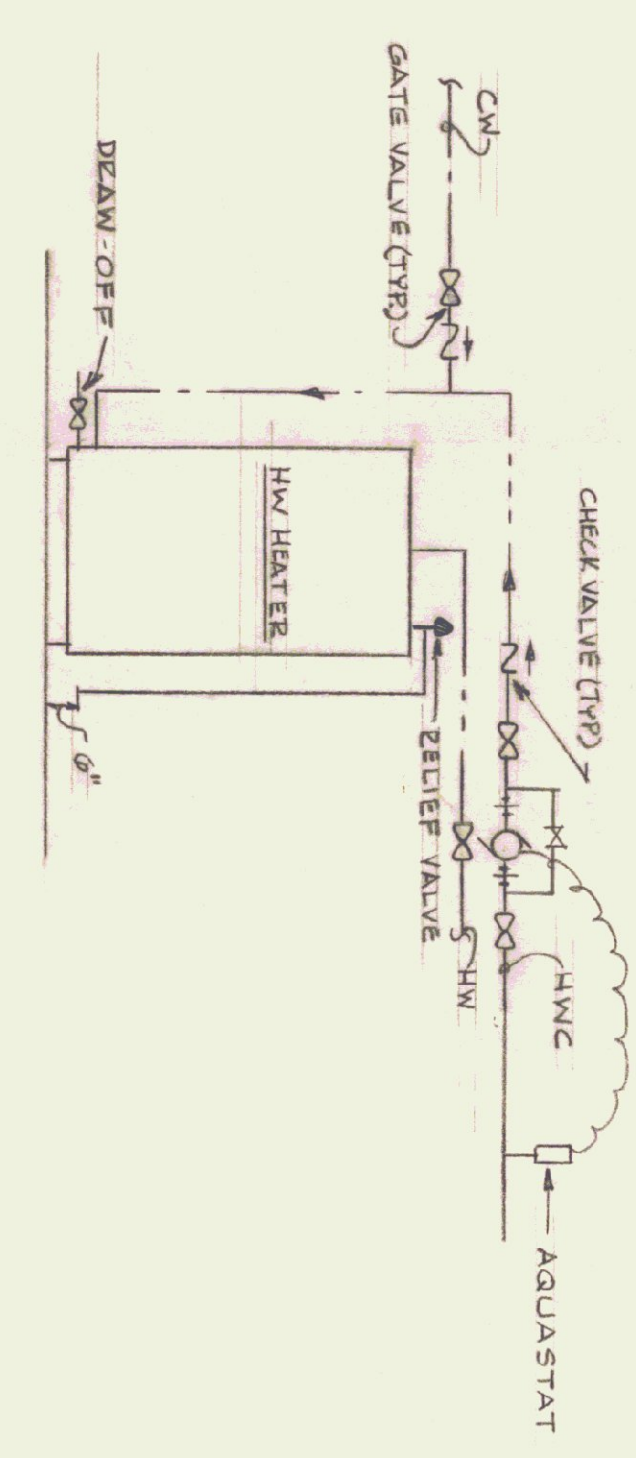 CW
GATE VALVE (TYP.)
DRAW-OFF
CHECK VALVE (TYP)
HW HEATER
RELIEF VALVE
6"
HW
HWC
AQUASTAT